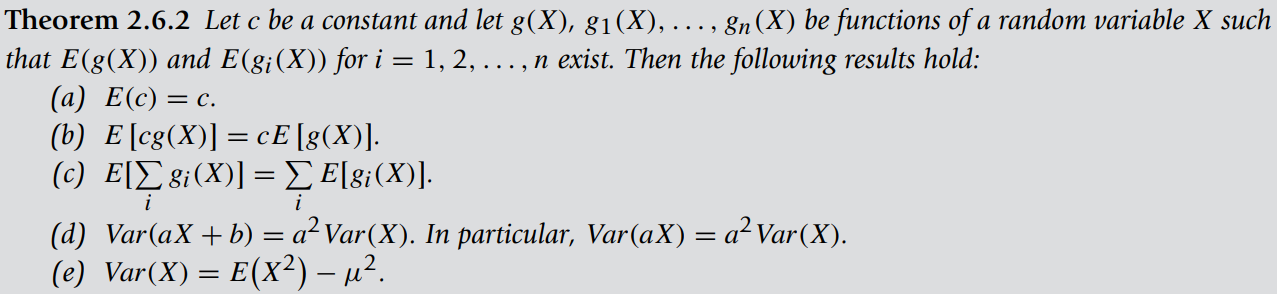 Theorem 2.6.2 Let c be a constant and let g(X), g₁(X), . . . , gₙ(X) be functions of a random variable X such
that E(g(X)) and E(gᵢ(X)) for i = 1, 2, . . . , n exist. Then the following results hold:
(a) E(c) = c.
(b) E [cg(X)] = cE [g(X)].
(c) E[∑ᵢ gᵢ(X)] = ∑ᵢ E[gᵢ(X)].
(d) Var(aX + b) = a² Var(X). In particular, Var(aX) = a² Var(X).
(e) Var(X) = E(X²) − μ².